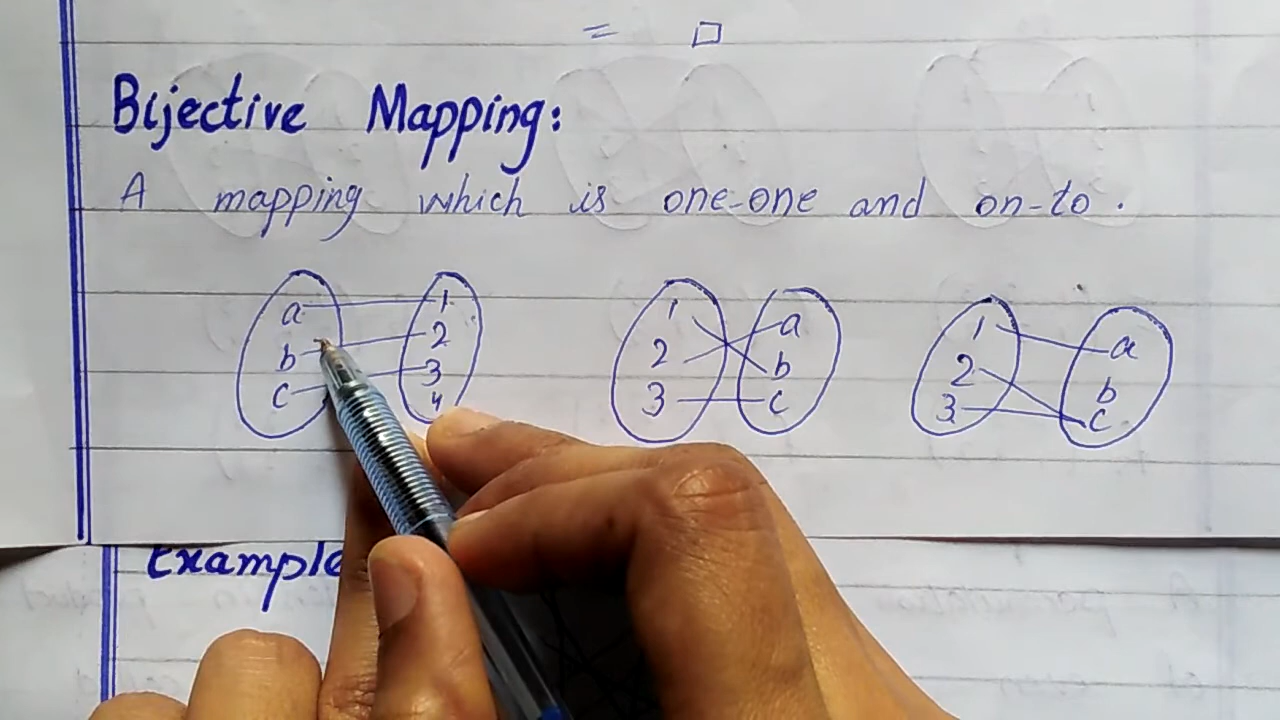 = □
Bijective Mapping:
A mapping which is one-one and on-to.
a 1 1 a 1 a
b 2 2 b 2 b
c 3 3 c 3 c
4
Example